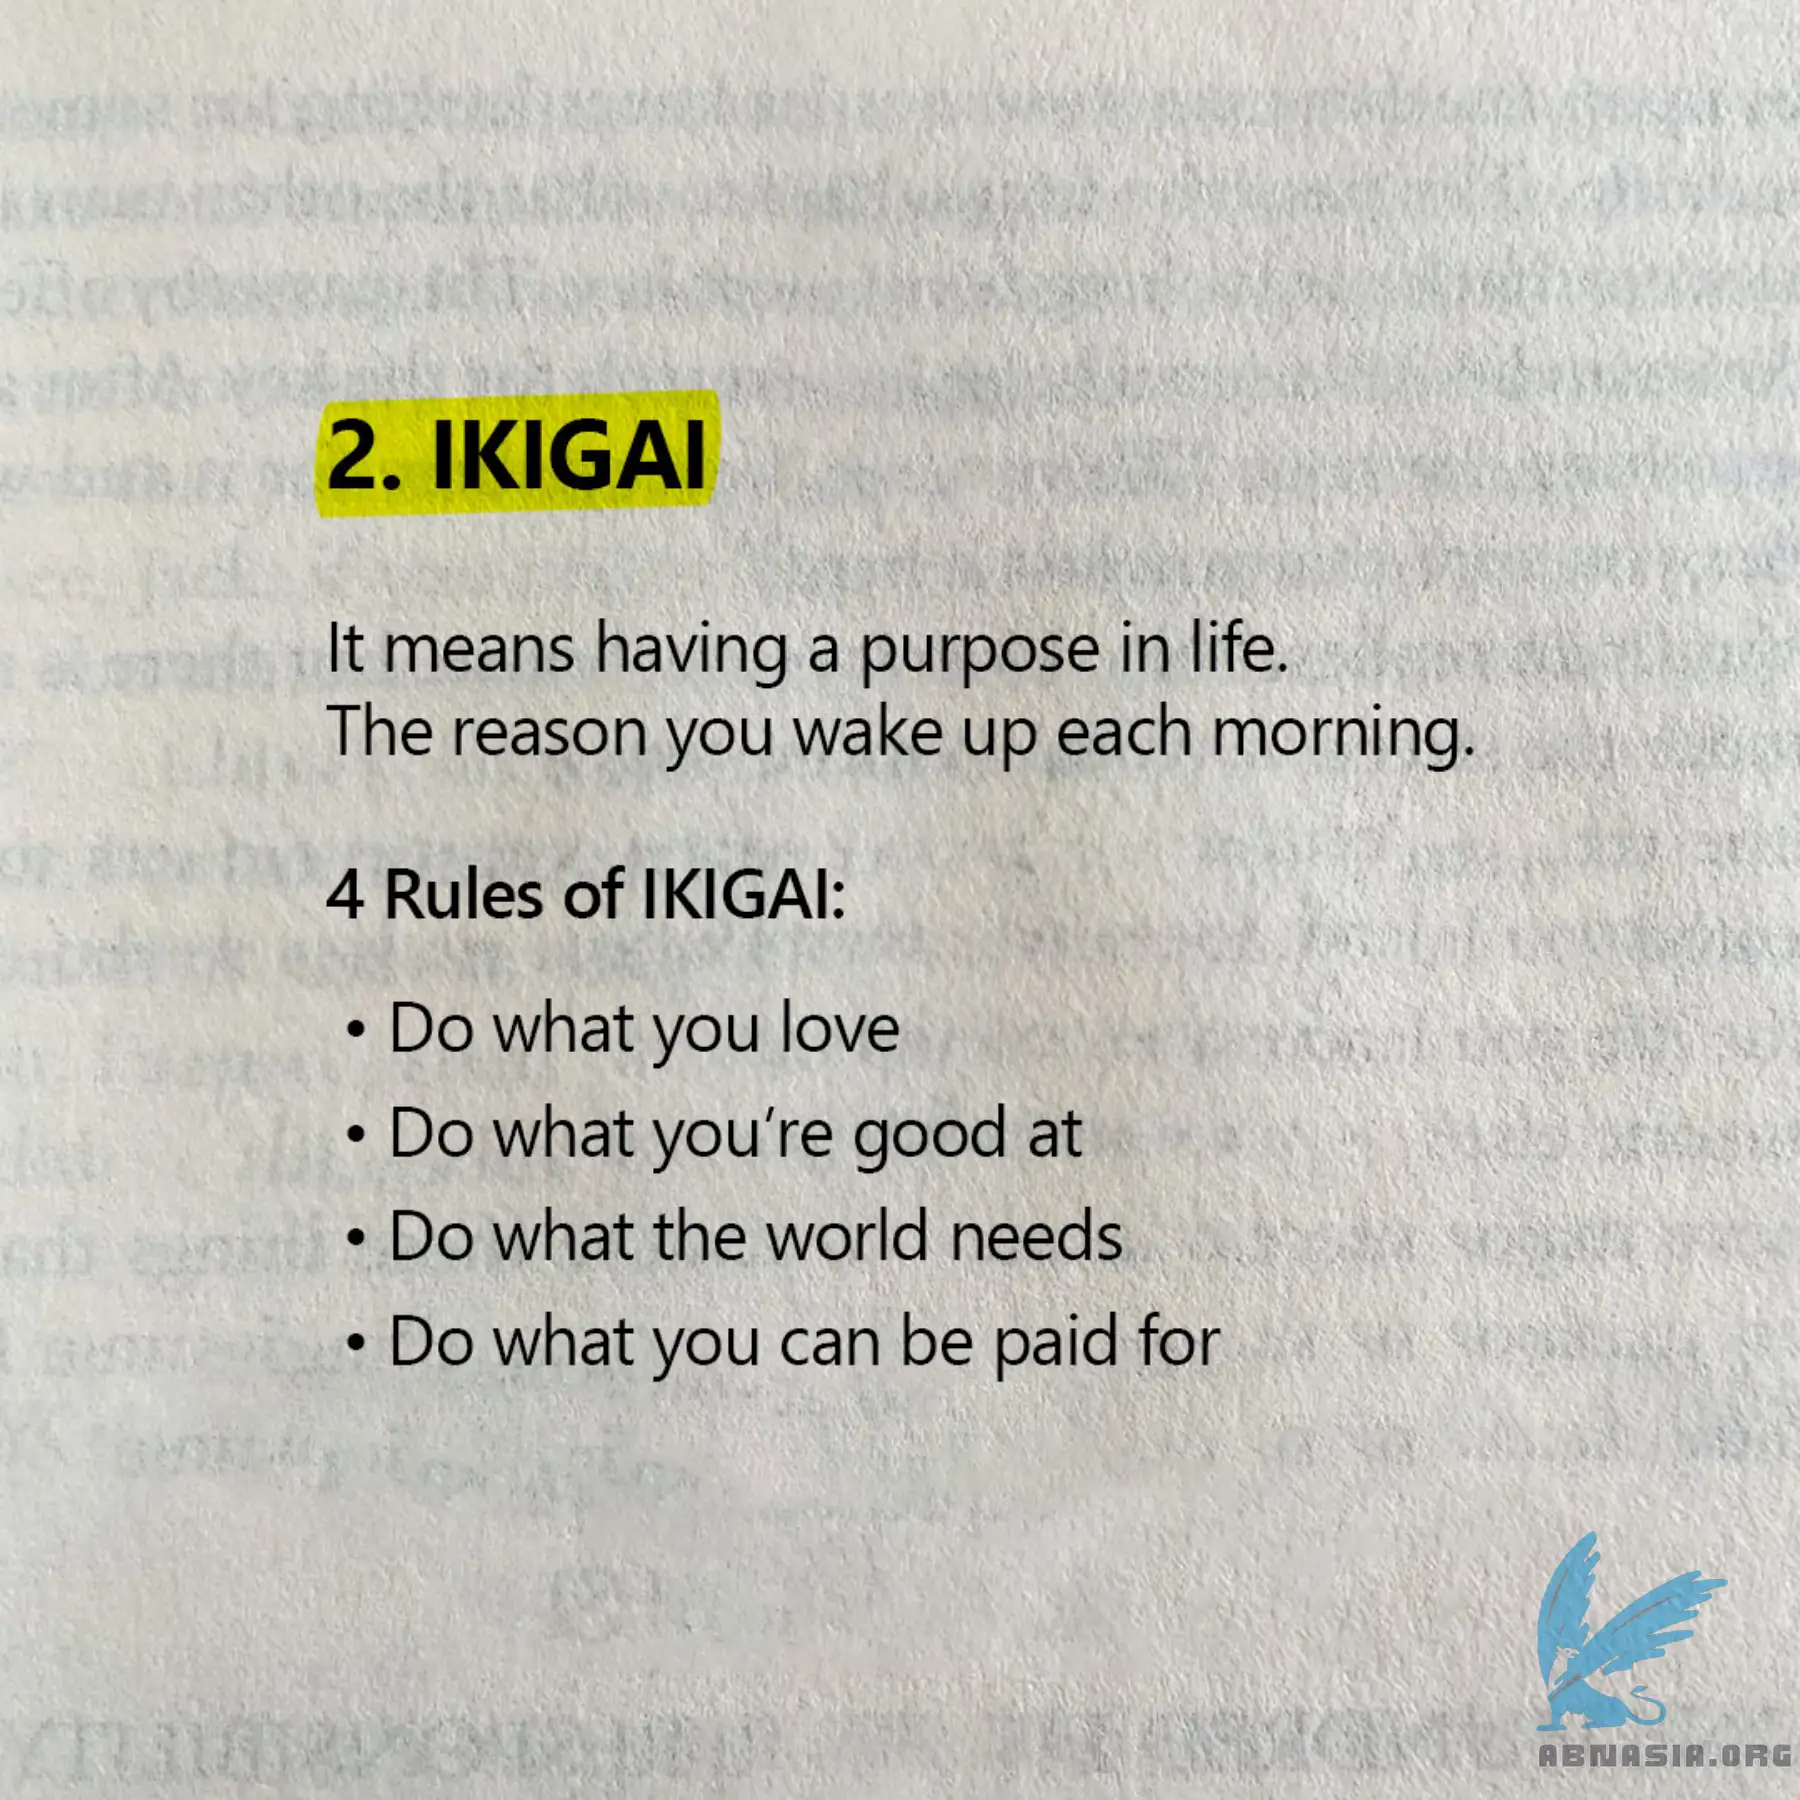 2. IKIGAI
It means having a purpose in life.
The reason you wake up each morning.
4 Rules of IKIGAI:
• Do what you love
• Do what you’re good at
• Do what the world needs
• Do what you can be paid for
ABNASIA.ORG